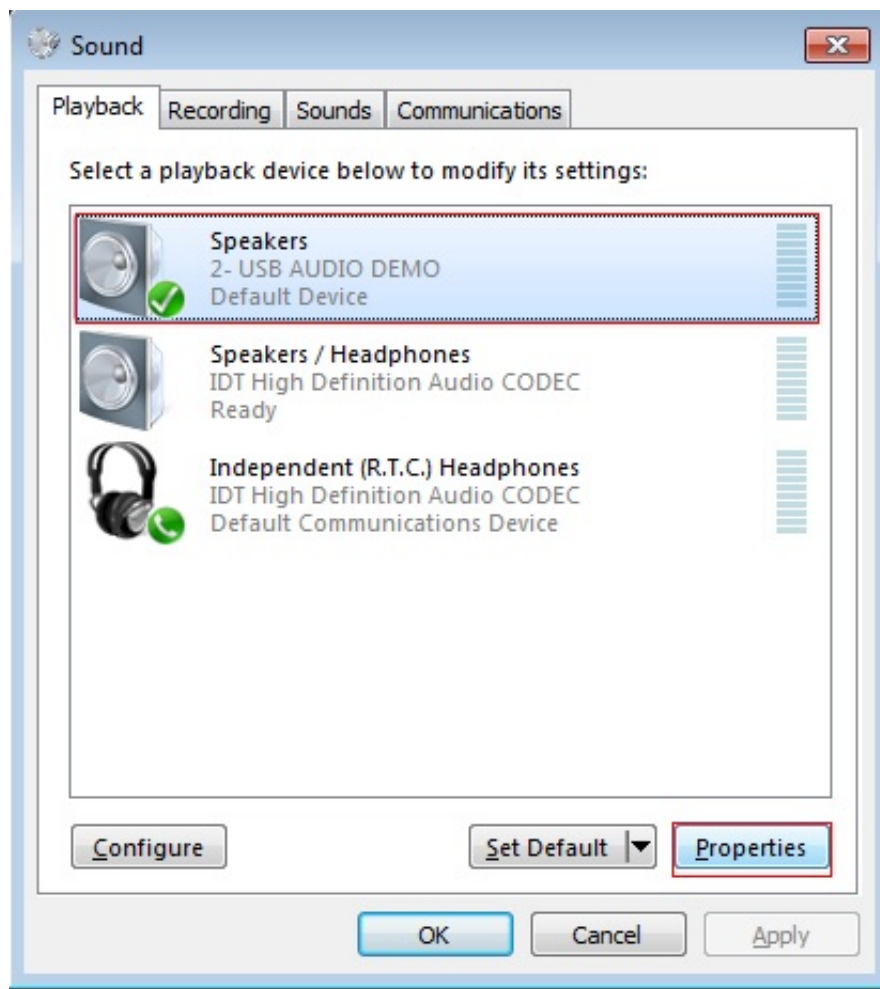 Sound
Playback
Recording
Sounds
Communications
Select a playback device below to modify its settings:
Speakers
2- USB AUDIO DEMO
Default Device
Speakers / Headphones
IDT High Definition Audio CODEC
Ready
Independent (R.T.C.) Headphones
IDT High Definition Audio CODEC
Default Communications Device
Configure
Set Default
Properties
OK
Cancel
Apply